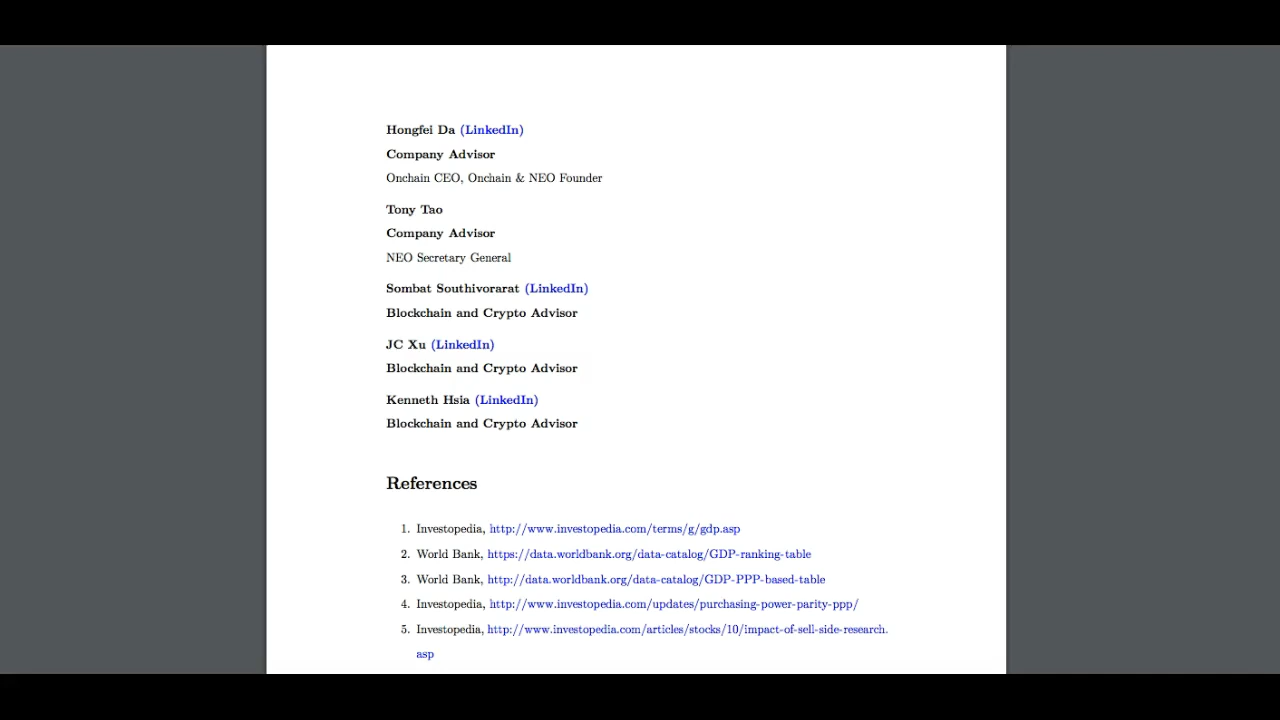 Hongfei Da (LinkedIn)
Company Advisor
Onchain CEO, Onchain & NEO Founder
Tony Tao
Company Advisor
NEO Secretary General
Sombat Southivorarat (LinkedIn)
Blockchain and Crypto Advisor
JC Xu (LinkedIn)
Blockchain and Crypto Advisor
Kenneth Hsia (LinkedIn)
Blockchain and Crypto Advisor
References
1. Investopedia, http://www.investopedia.com/terms/g/gdp.asp
2. World Bank, https://data.worldbank.org/data-catalog/GDP-ranking-table
3. World Bank, http://data.worldbank.org/data-catalog/GDP-PPP-based-table
4. Investopedia, http://www.investopedia.com/updates/purchasing-power-parity-ppp/
5. Investopedia, http://www.investopedia.com/articles/stocks/10/impact-of-sell-side-research.
asp